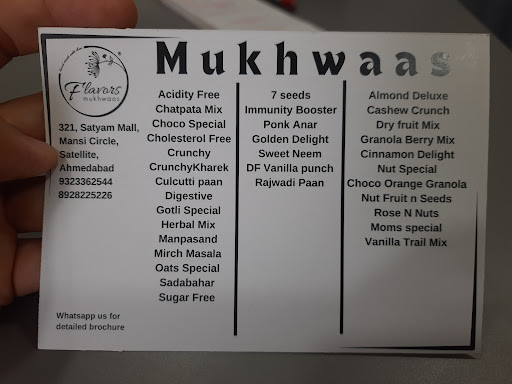 Mukhwaas
Flavors
mukhwaas
321, Satyam Mall,
Mansi Circle,
Satellite,
Ahmedabad
9323362544
8928225226
Whatsapp us for
detailed brochure
Acidity Free
Chatpata Mix
Choco Special
Cholesterol Free
Crunchy
CrunchyKharek
Culcutti paan
Digestive
Gotli Special
Herbal Mix
Manpasand
Mirch Masala
Oats Special
Sadabahar
Sugar Free
7 seeds
Immunity Booster
Ponk Anar
Golden Delight
Sweet Neem
DF Vanilla punch
Rajwadi Paan
Almond Deluxe
Cashew Crunch
Dry fruit Mix
Granola Berry Mix
Cinnamon Delight
Nut Special
Choco Orange Granola
Nut Fruit n Seeds
Rose N Nuts
Moms special
Vanilla Trail Mix